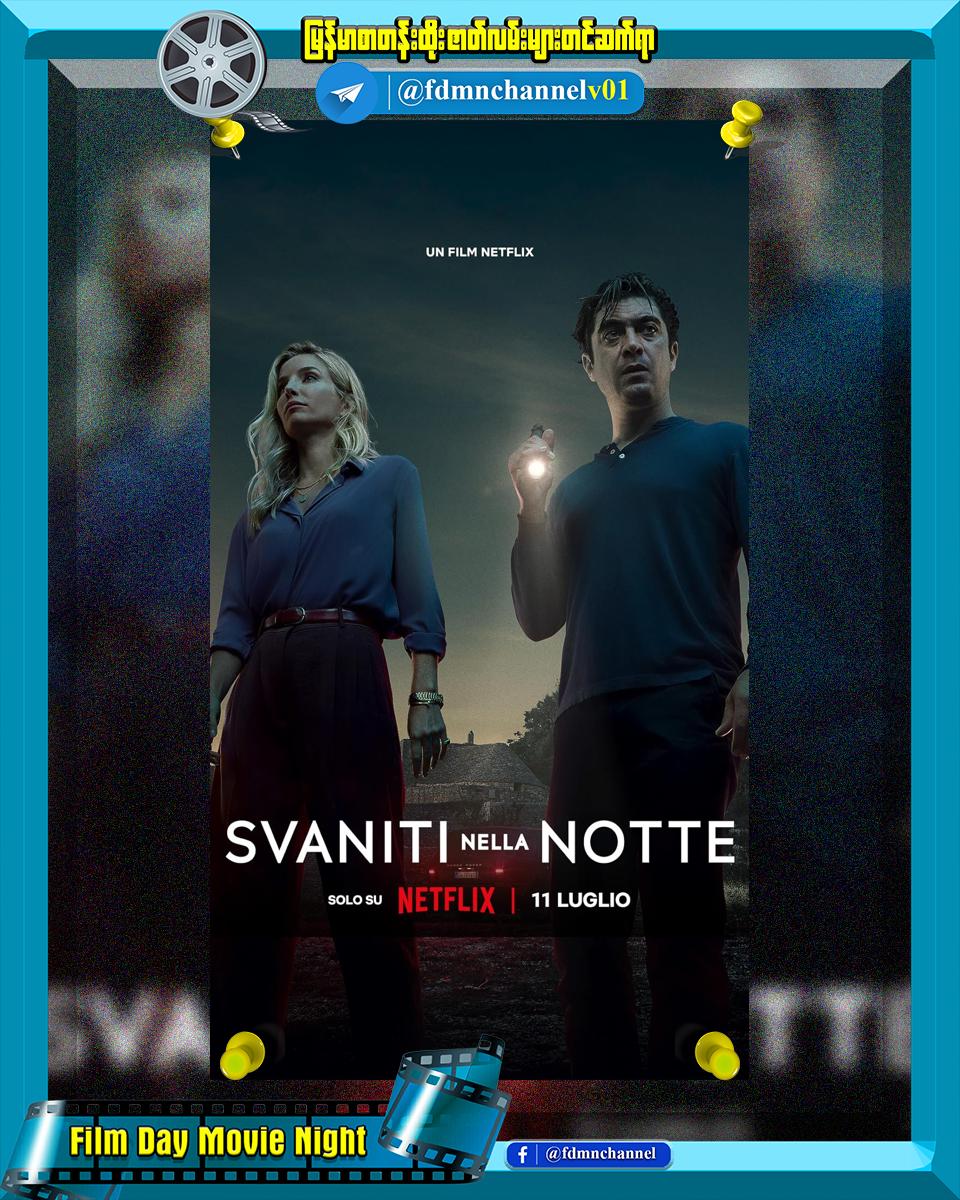 မြန်မာစာတန်းထိုးဇာတ်လမ်းများတင်ဆက်ရာ
@fdmnchannelv01
UN FILM NETFLIX
SVANITI NELLA NOTTE
SOLO SU NETFLIX | 11 LUGLIO
Film Day Movie Night
@fdmnchannel